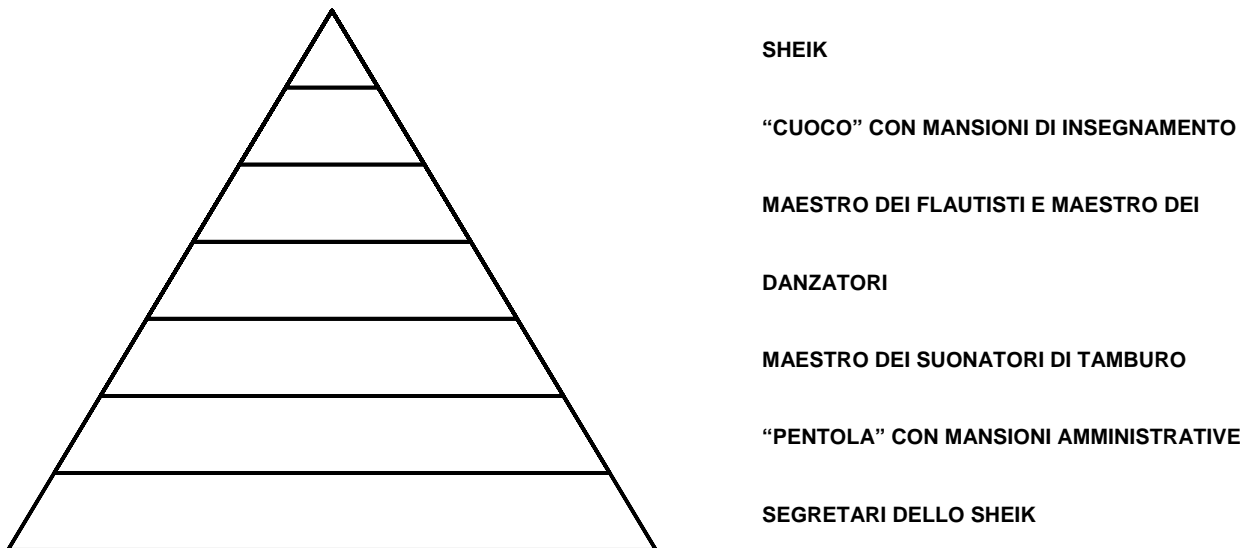 SHEIK
“CUOCO” CON MANSIONI DI INSEGNAMENTO
MAESTRO DEI FLAUTISTI E MAESTRO DEI
DANZATORI
MAESTRO DEI SUONATORI DI TAMBURO
“PENTOLA” CON MANSIONI AMMINISTRATIVE
SEGRETARI DELLO SHEIK